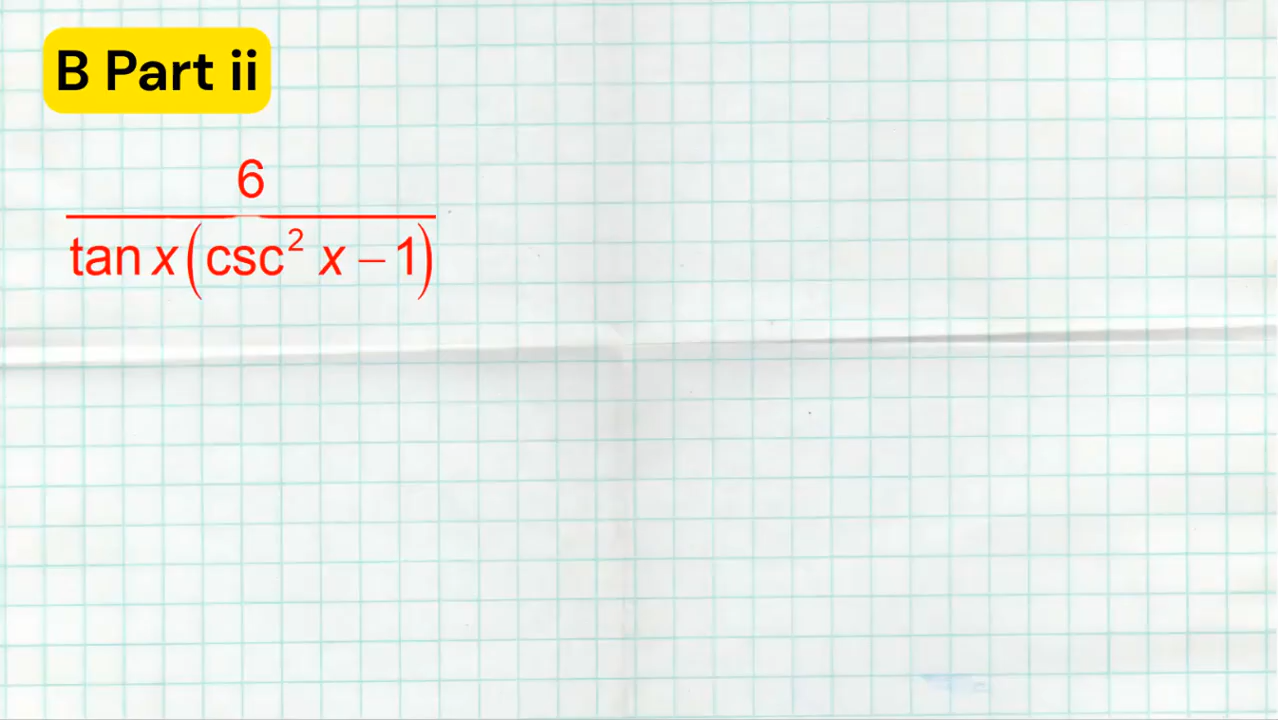 B Part ii
6
tan x(csc² x – 1)